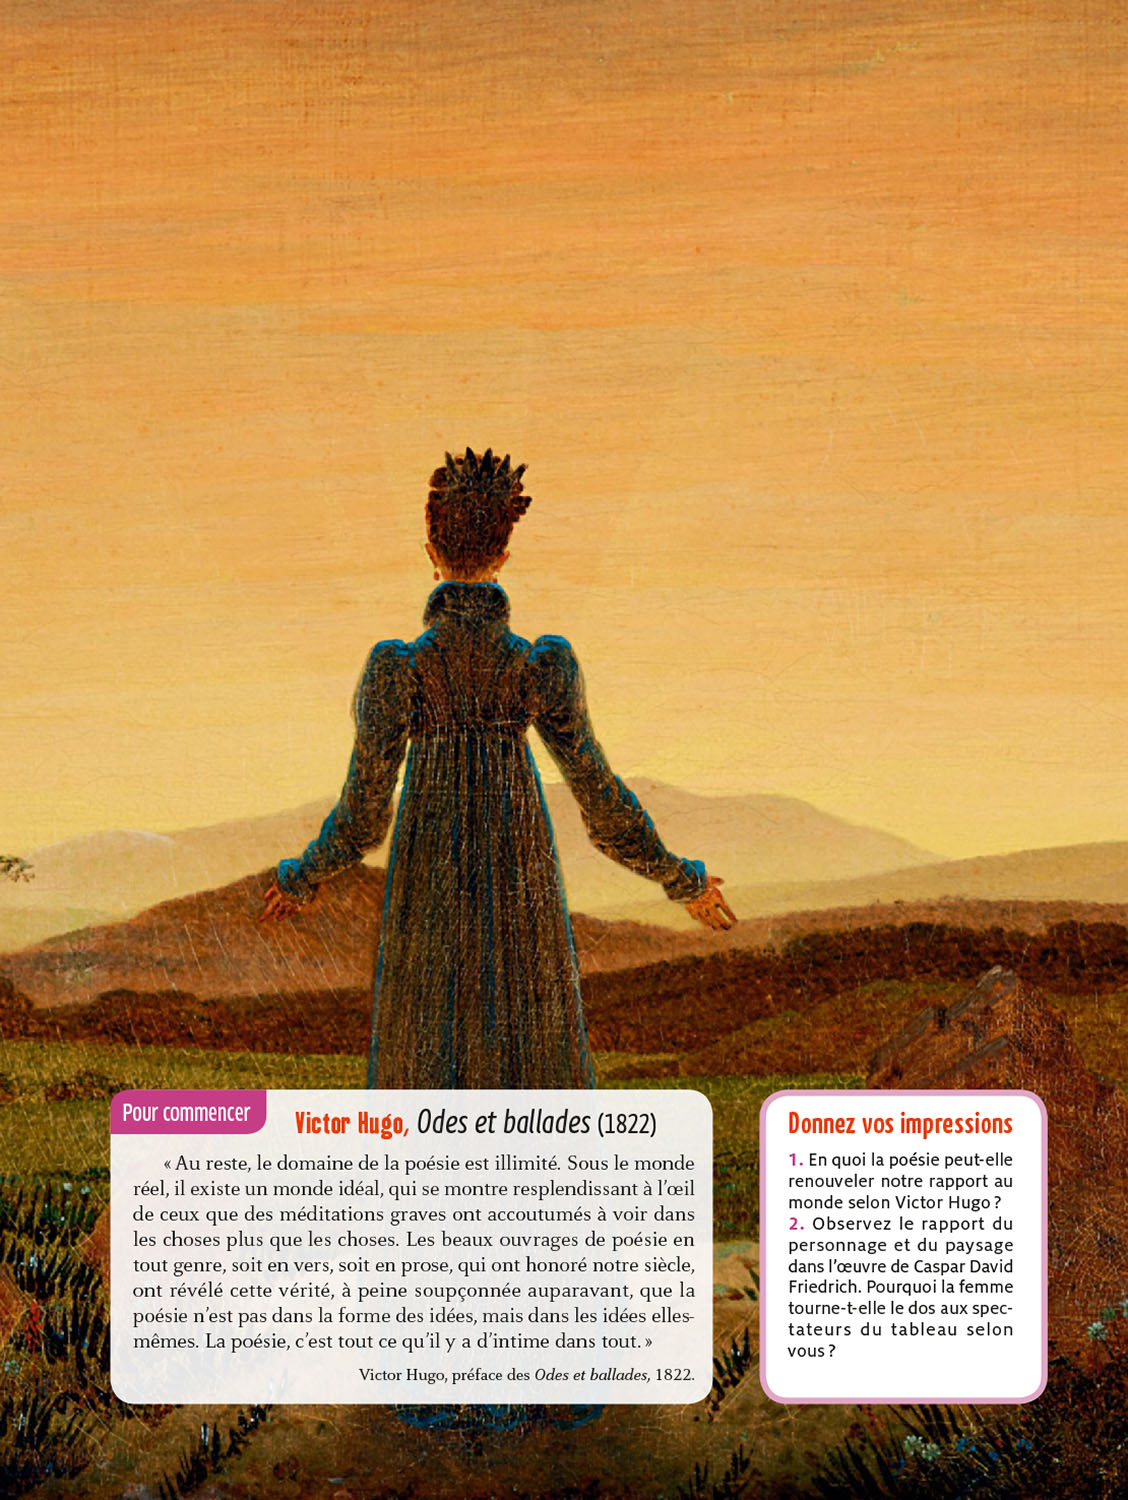 Pour commencer
Victor Hugo, Odes et ballades (1822)
« Au reste, le domaine de la poésie est illimité. Sous le monde
réel, il existe un monde idéal, qui se montre resplendissant à l’œil
de ceux que des méditations graves ont accoutumés à voir dans
les choses plus que les choses. Les beaux ouvrages de poésie en
tout genre, soit en vers, soit en prose, qui ont honoré notre siècle,
ont révélé cette vérité, à peine soupçonnée auparavant, que la
poésie n’est pas dans la forme des idées, mais dans les idées elles-
mêmes. La poésie, c’est tout ce qu’il y a d’intime dans tout. »
Victor Hugo, préface des Odes et ballades, 1822.
Donnez vos impressions
1. En quoi la poésie peut-elle
renouveler notre rapport au
monde selon Victor Hugo ?
2. Observez le rapport du
personnage et du paysage
dans l’œuvre de Caspar David
Friedrich. Pourquoi la femme
tourne-t-elle le dos aux spec-
tateurs du tableau selon
vous ?